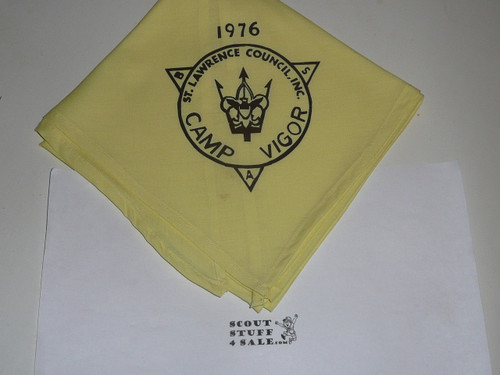 1976
B S A
ST. LAWRENCE COUNCIL, INC.
CAMP VIGOR
SCOUT
STUFF
4 SALE.com